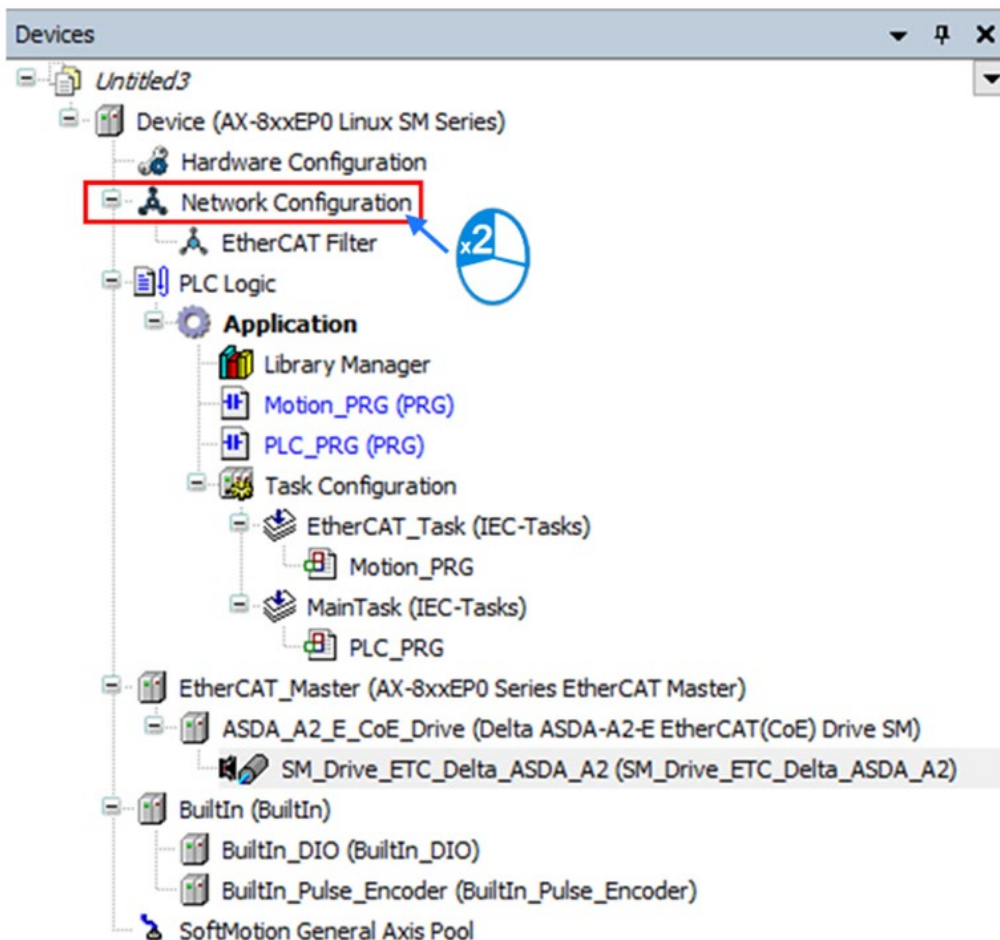 Devices
Untitled3
Device (AX-8xxEP0 Linux SM Series)
Hardware Configuration
Network Configuration
x2
EtherCAT Filter
PLC Logic
Application
Library Manager
Motion_PRG (PRG)
PLC_PRG (PRG)
Task Configuration
EtherCAT_Task (IEC-Tasks)
Motion_PRG
MainTask (IEC-Tasks)
PLC_PRG
EtherCAT_Master (AX-8xxEP0 Series EtherCAT Master)
ASDA_A2_E_CoE_Drive (Delta ASDA-A2-E EtherCAT(CoE) Drive SM)
SM_Drive_ETC_Delta_ASDA_A2 (SM_Drive_ETC_Delta_ASDA_A2)
BuiltIn (BuiltIn)
BuiltIn_DIO (BuiltIn_DIO)
BuiltIn_Pulse_Encoder (BuiltIn_Pulse_Encoder)
SoftMotion General Axis Pool